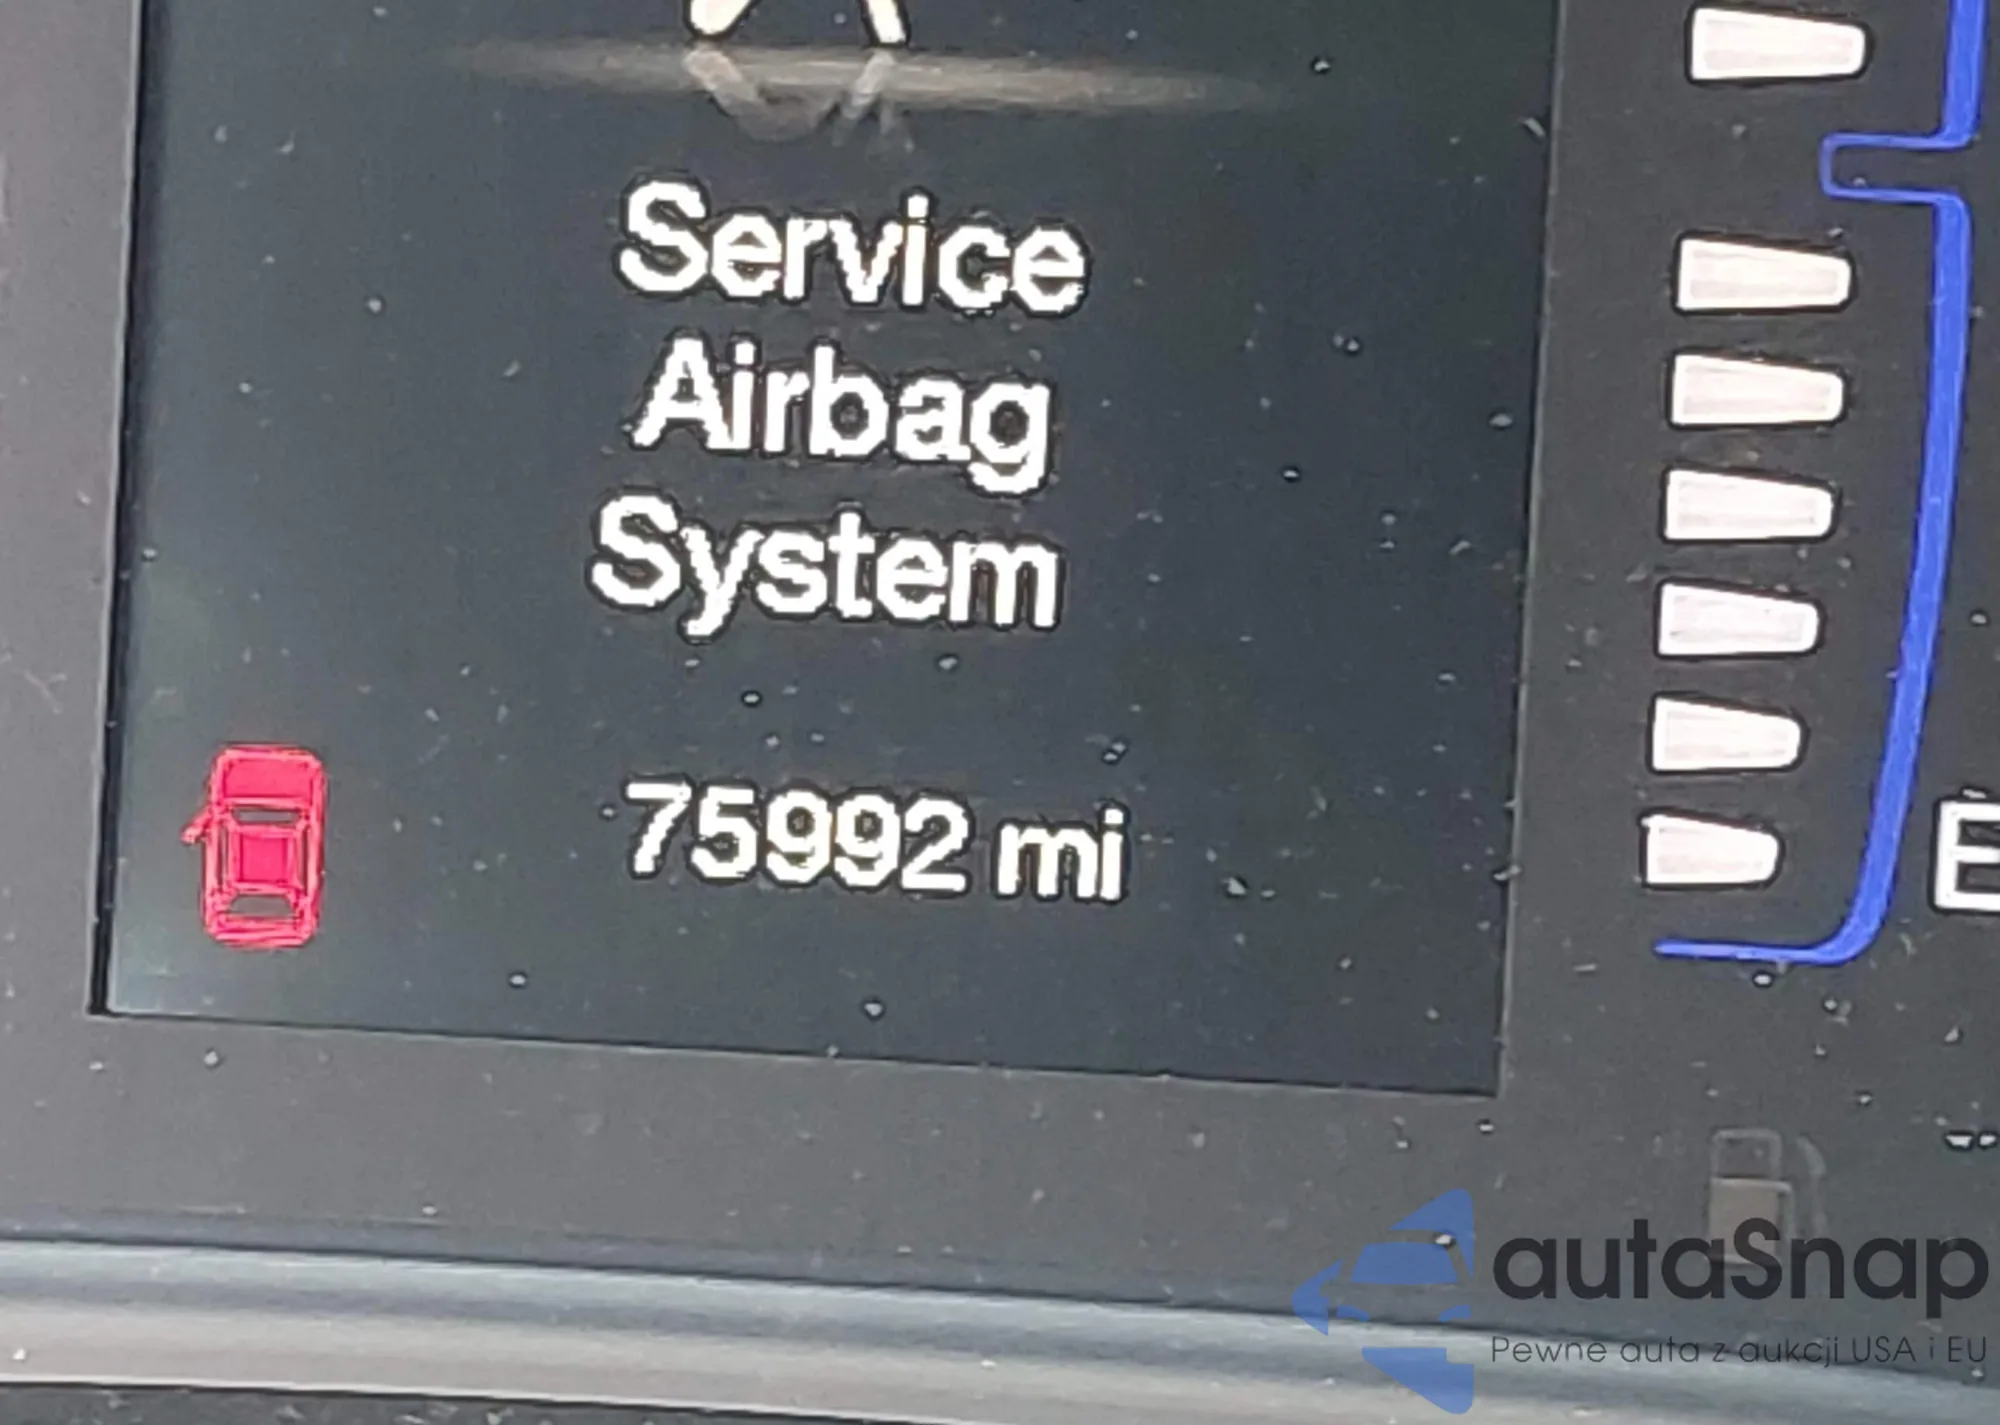 Service
Airbag
System
75992 mi
E
autaSnap
Pewne auta z aukcji USA i EU